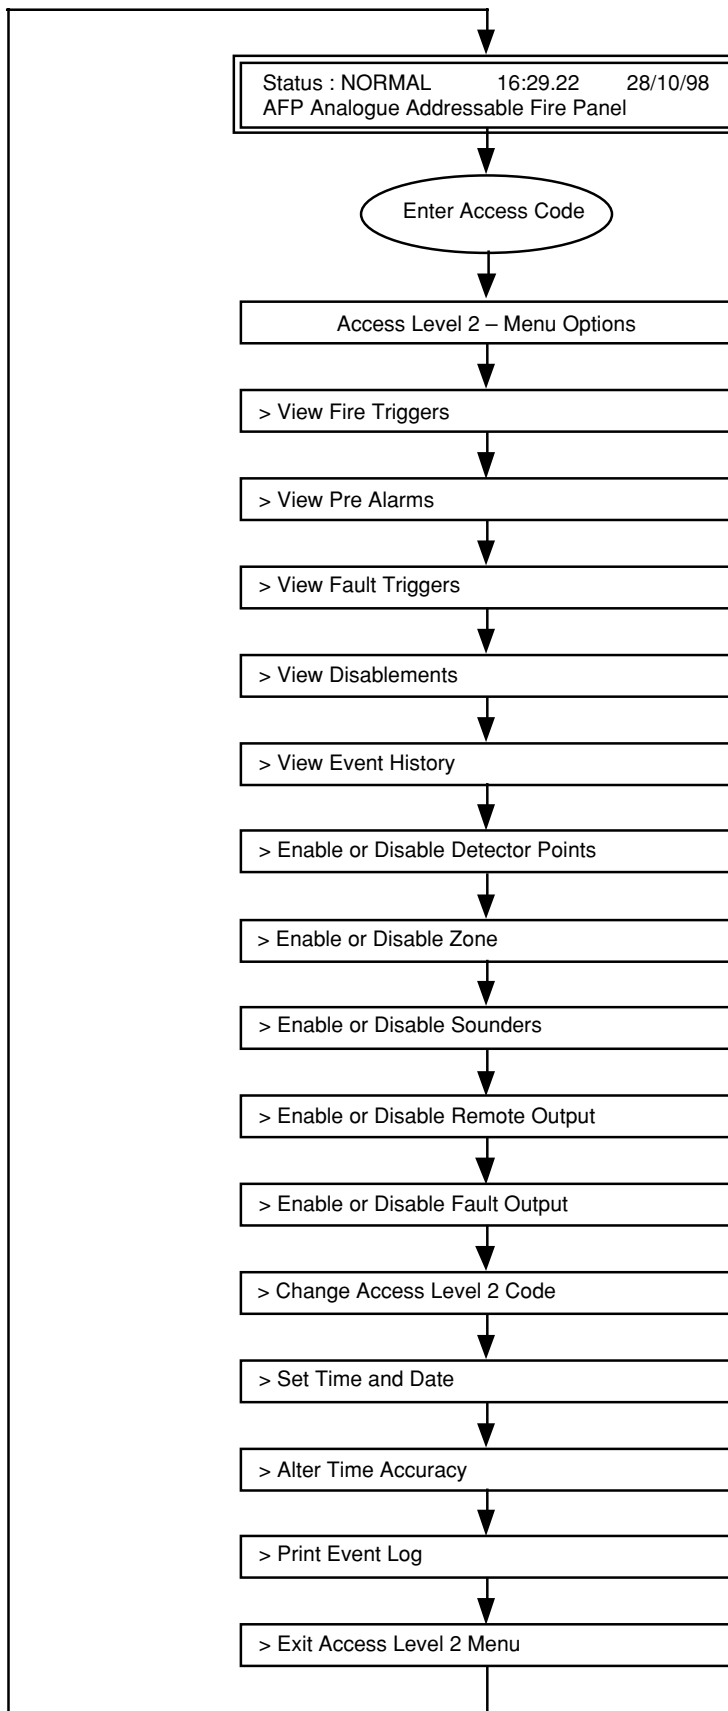 Status : NORMAL 16:29.22 28/10/98
AFP Analogue Addressable Fire Panel
Enter Access Code
Access Level 2 – Menu Options
> View Fire Triggers
> View Pre Alarms
> View Fault Triggers
> View Disablements
> View Event History
> Enable or Disable Detector Points
> Enable or Disable Zone
> Enable or Disable Sounders
> Enable or Disable Remote Output
> Enable or Disable Fault Output
> Change Access Level 2 Code
> Set Time and Date
> Alter Time Accuracy
> Print Event Log
> Exit Access Level 2 Menu